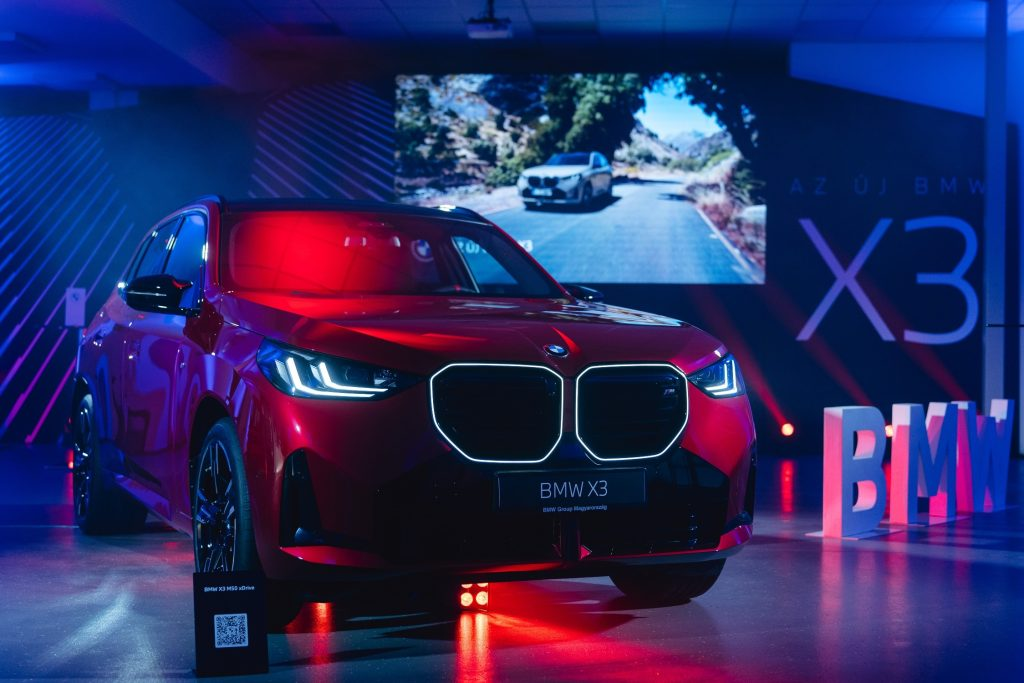 AZ ÚJ BMW
X3
BMW X3
BMW Group Magyarország
BMW
BMW X3 M50 xDrive